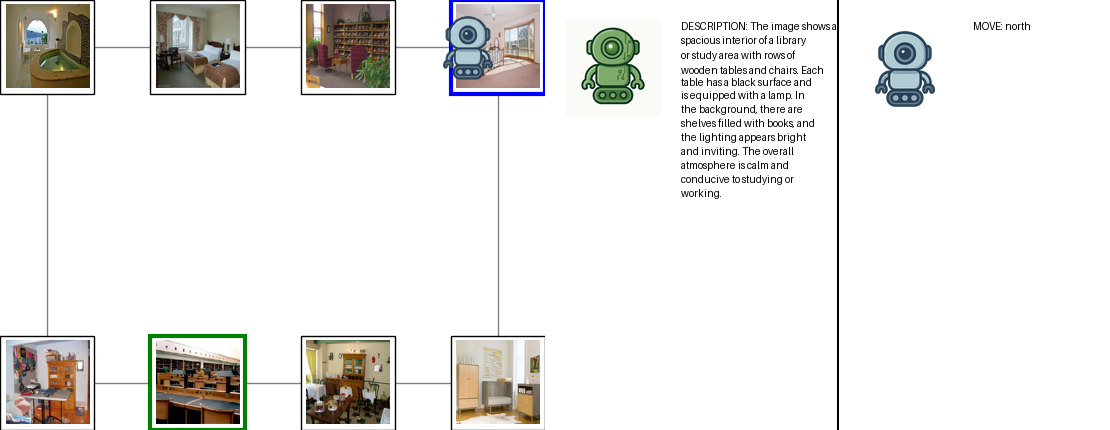 DESCRIPTION: The image shows a
spacious interior of a library
or study area with rows of
wooden tables and chairs. Each
table has a black surface and
is equipped with a lamp. In
the background, there are
shelves filled with books, and
the lighting appears bright
and inviting. The overall
atmosphere is calm and
conducive to studying or
working.
MOVE: north